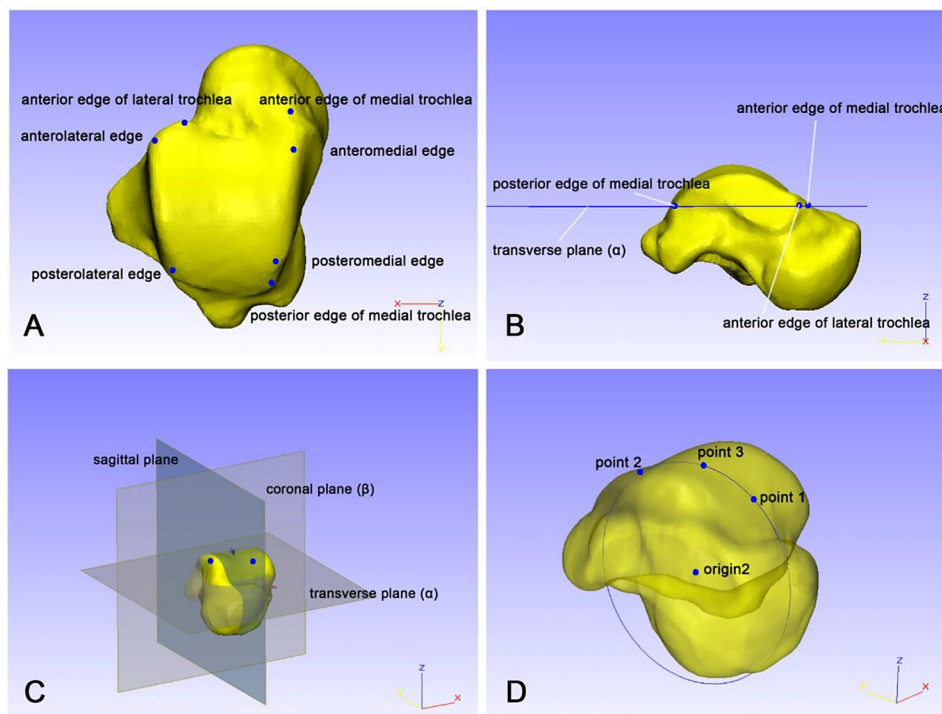 anterior edge of lateral trochlea
anterior edge of medial trochlea
anterolateral edge
anteromedial edge
posterolateral edge
posteromedial edge
posterior edge of medial trochlea
X
Z
Y
A
anterior edge of medial trochlea
posterior edge of medial trochlea
transverse plane (α)
anterior edge of lateral trochlea
Z
Y
X
B
sagittal plane
coronal plane (β)
transverse plane (α)
Z
Y
X
C
point 3
point 2
point 1
origin2
Z
Y
X
D